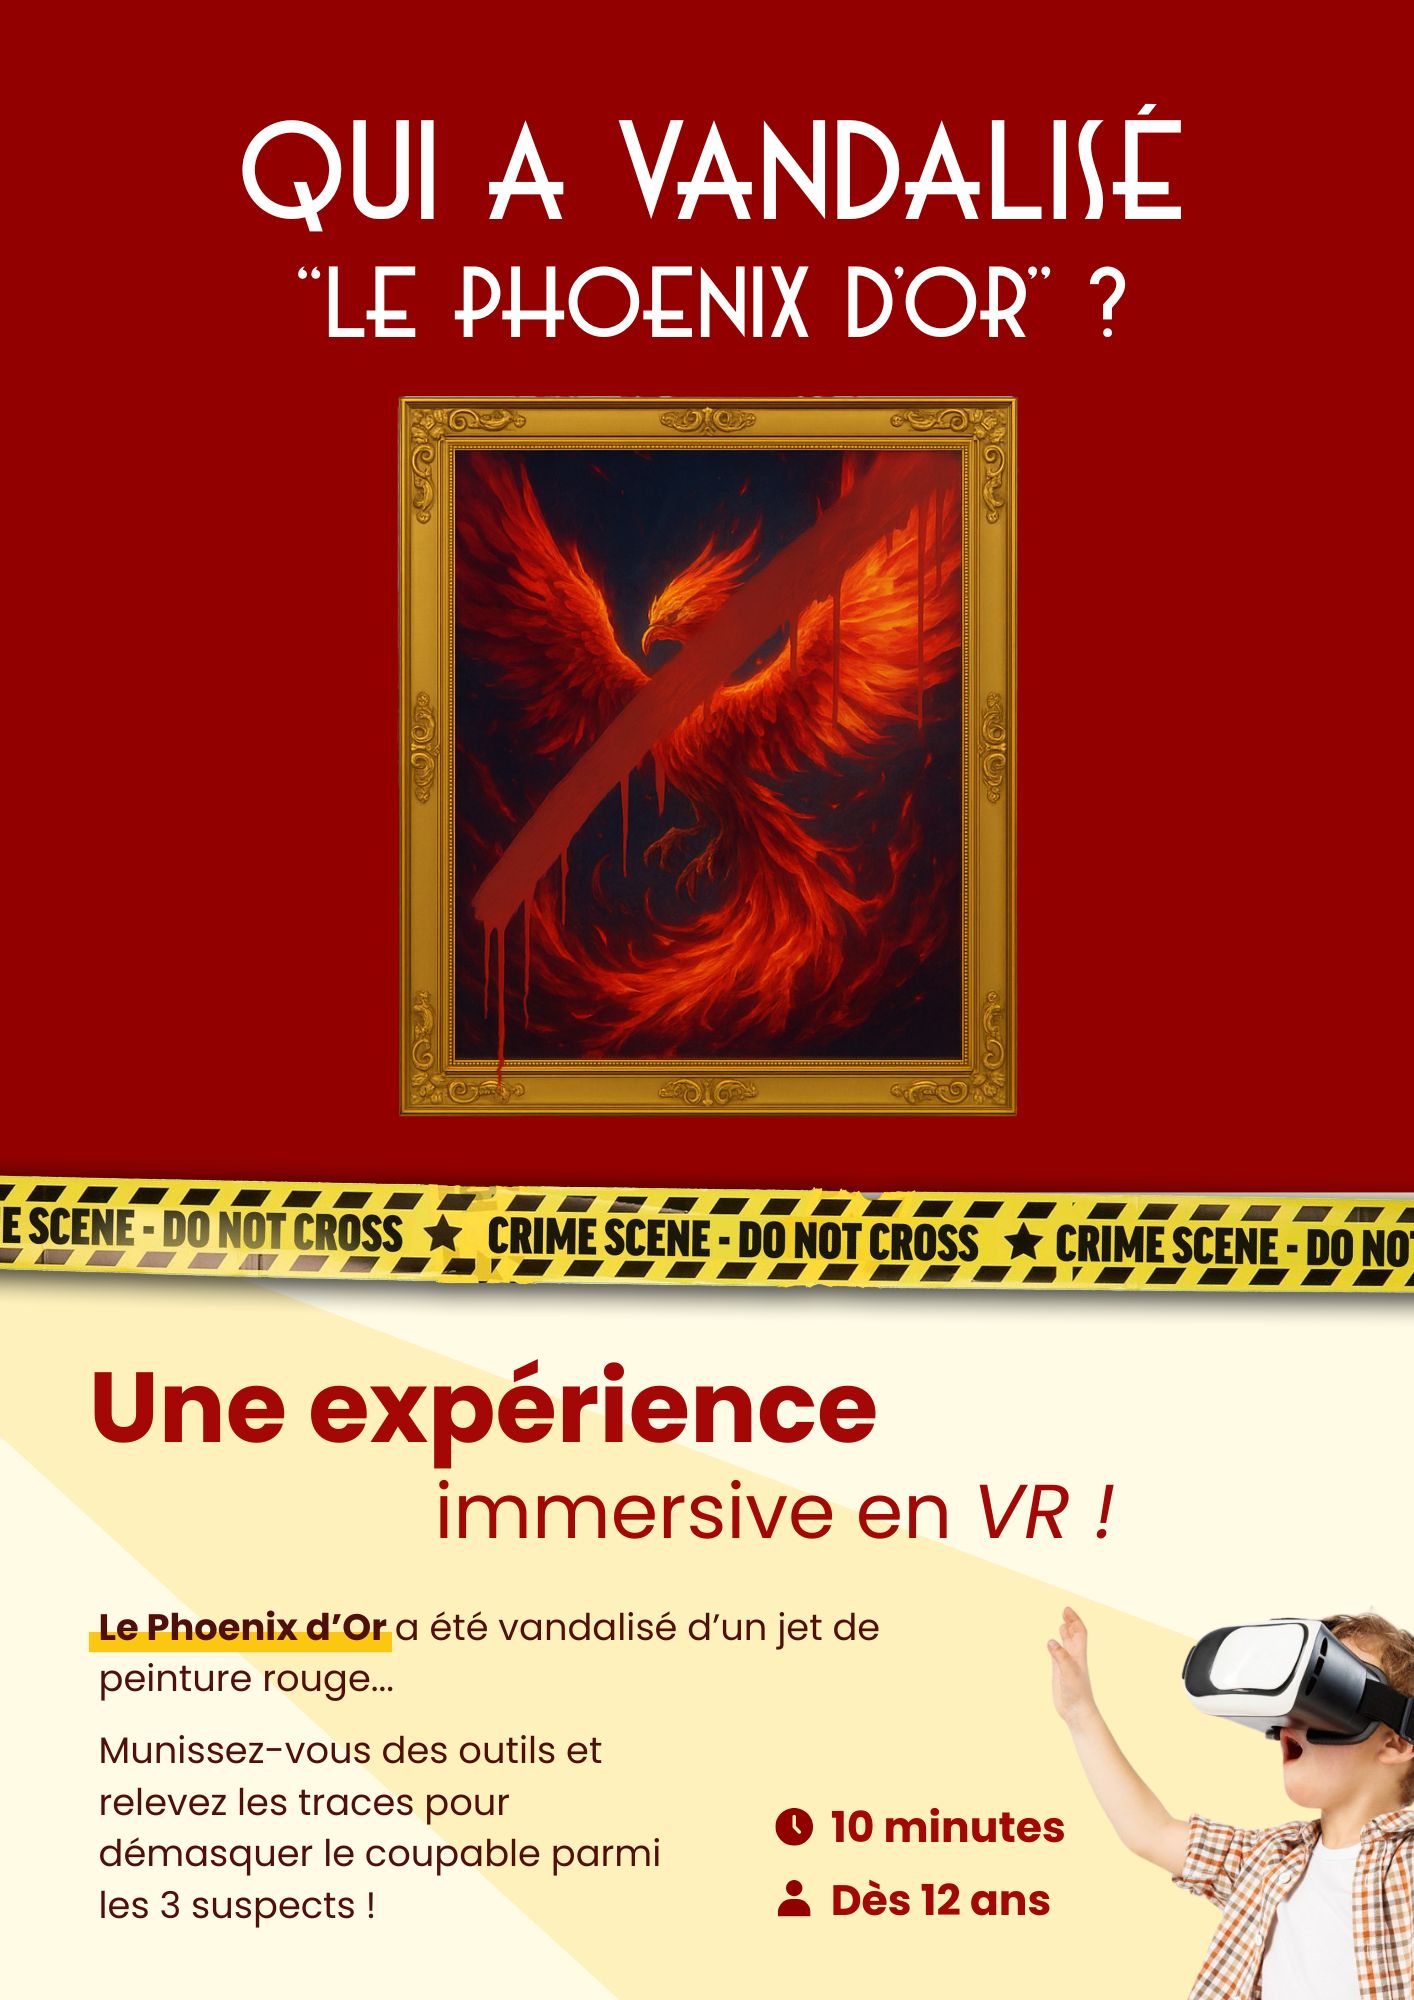 QUI A VANDALISÉ
“LE PHOENIX D’OR” ?
E SCENE - DO NOT CROSS ★ CRIME SCENE - DO NOT CROSS ★ CRIME SCENE - DO NOT
Une expérience
immersive en VR !
Le Phoenix d’Or a été vandalisé d’un jet de
peinture rouge...
Munissez-vous des outils et
relevez les traces pour
démasquer le coupable parmi
les 3 suspects !
10 minutes
Dès 12 ans